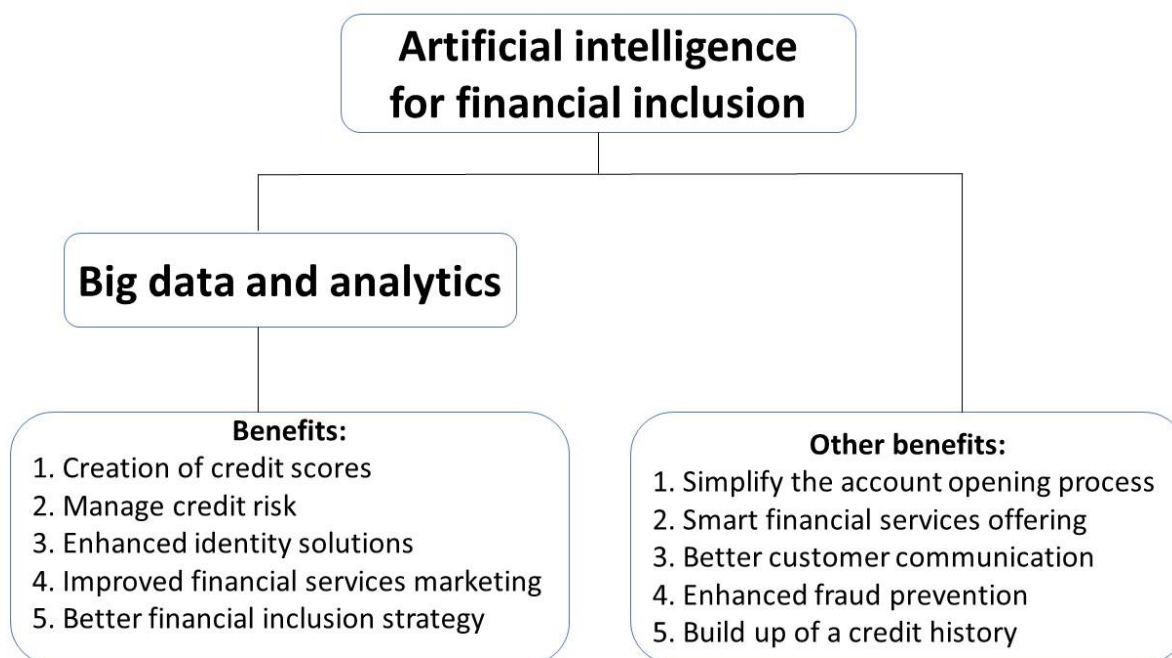 Artificial intelligence
for financial inclusion
Big data and analytics
Benefits:
1. Creation of credit scores
2. Manage credit risk
3. Enhanced identity solutions
4. Improved financial services marketing
5. Better financial inclusion strategy
Other benefits:
1. Simplify the account opening process
2. Smart financial services offering
3. Better customer communication
4. Enhanced fraud prevention
5. Build up of a credit history